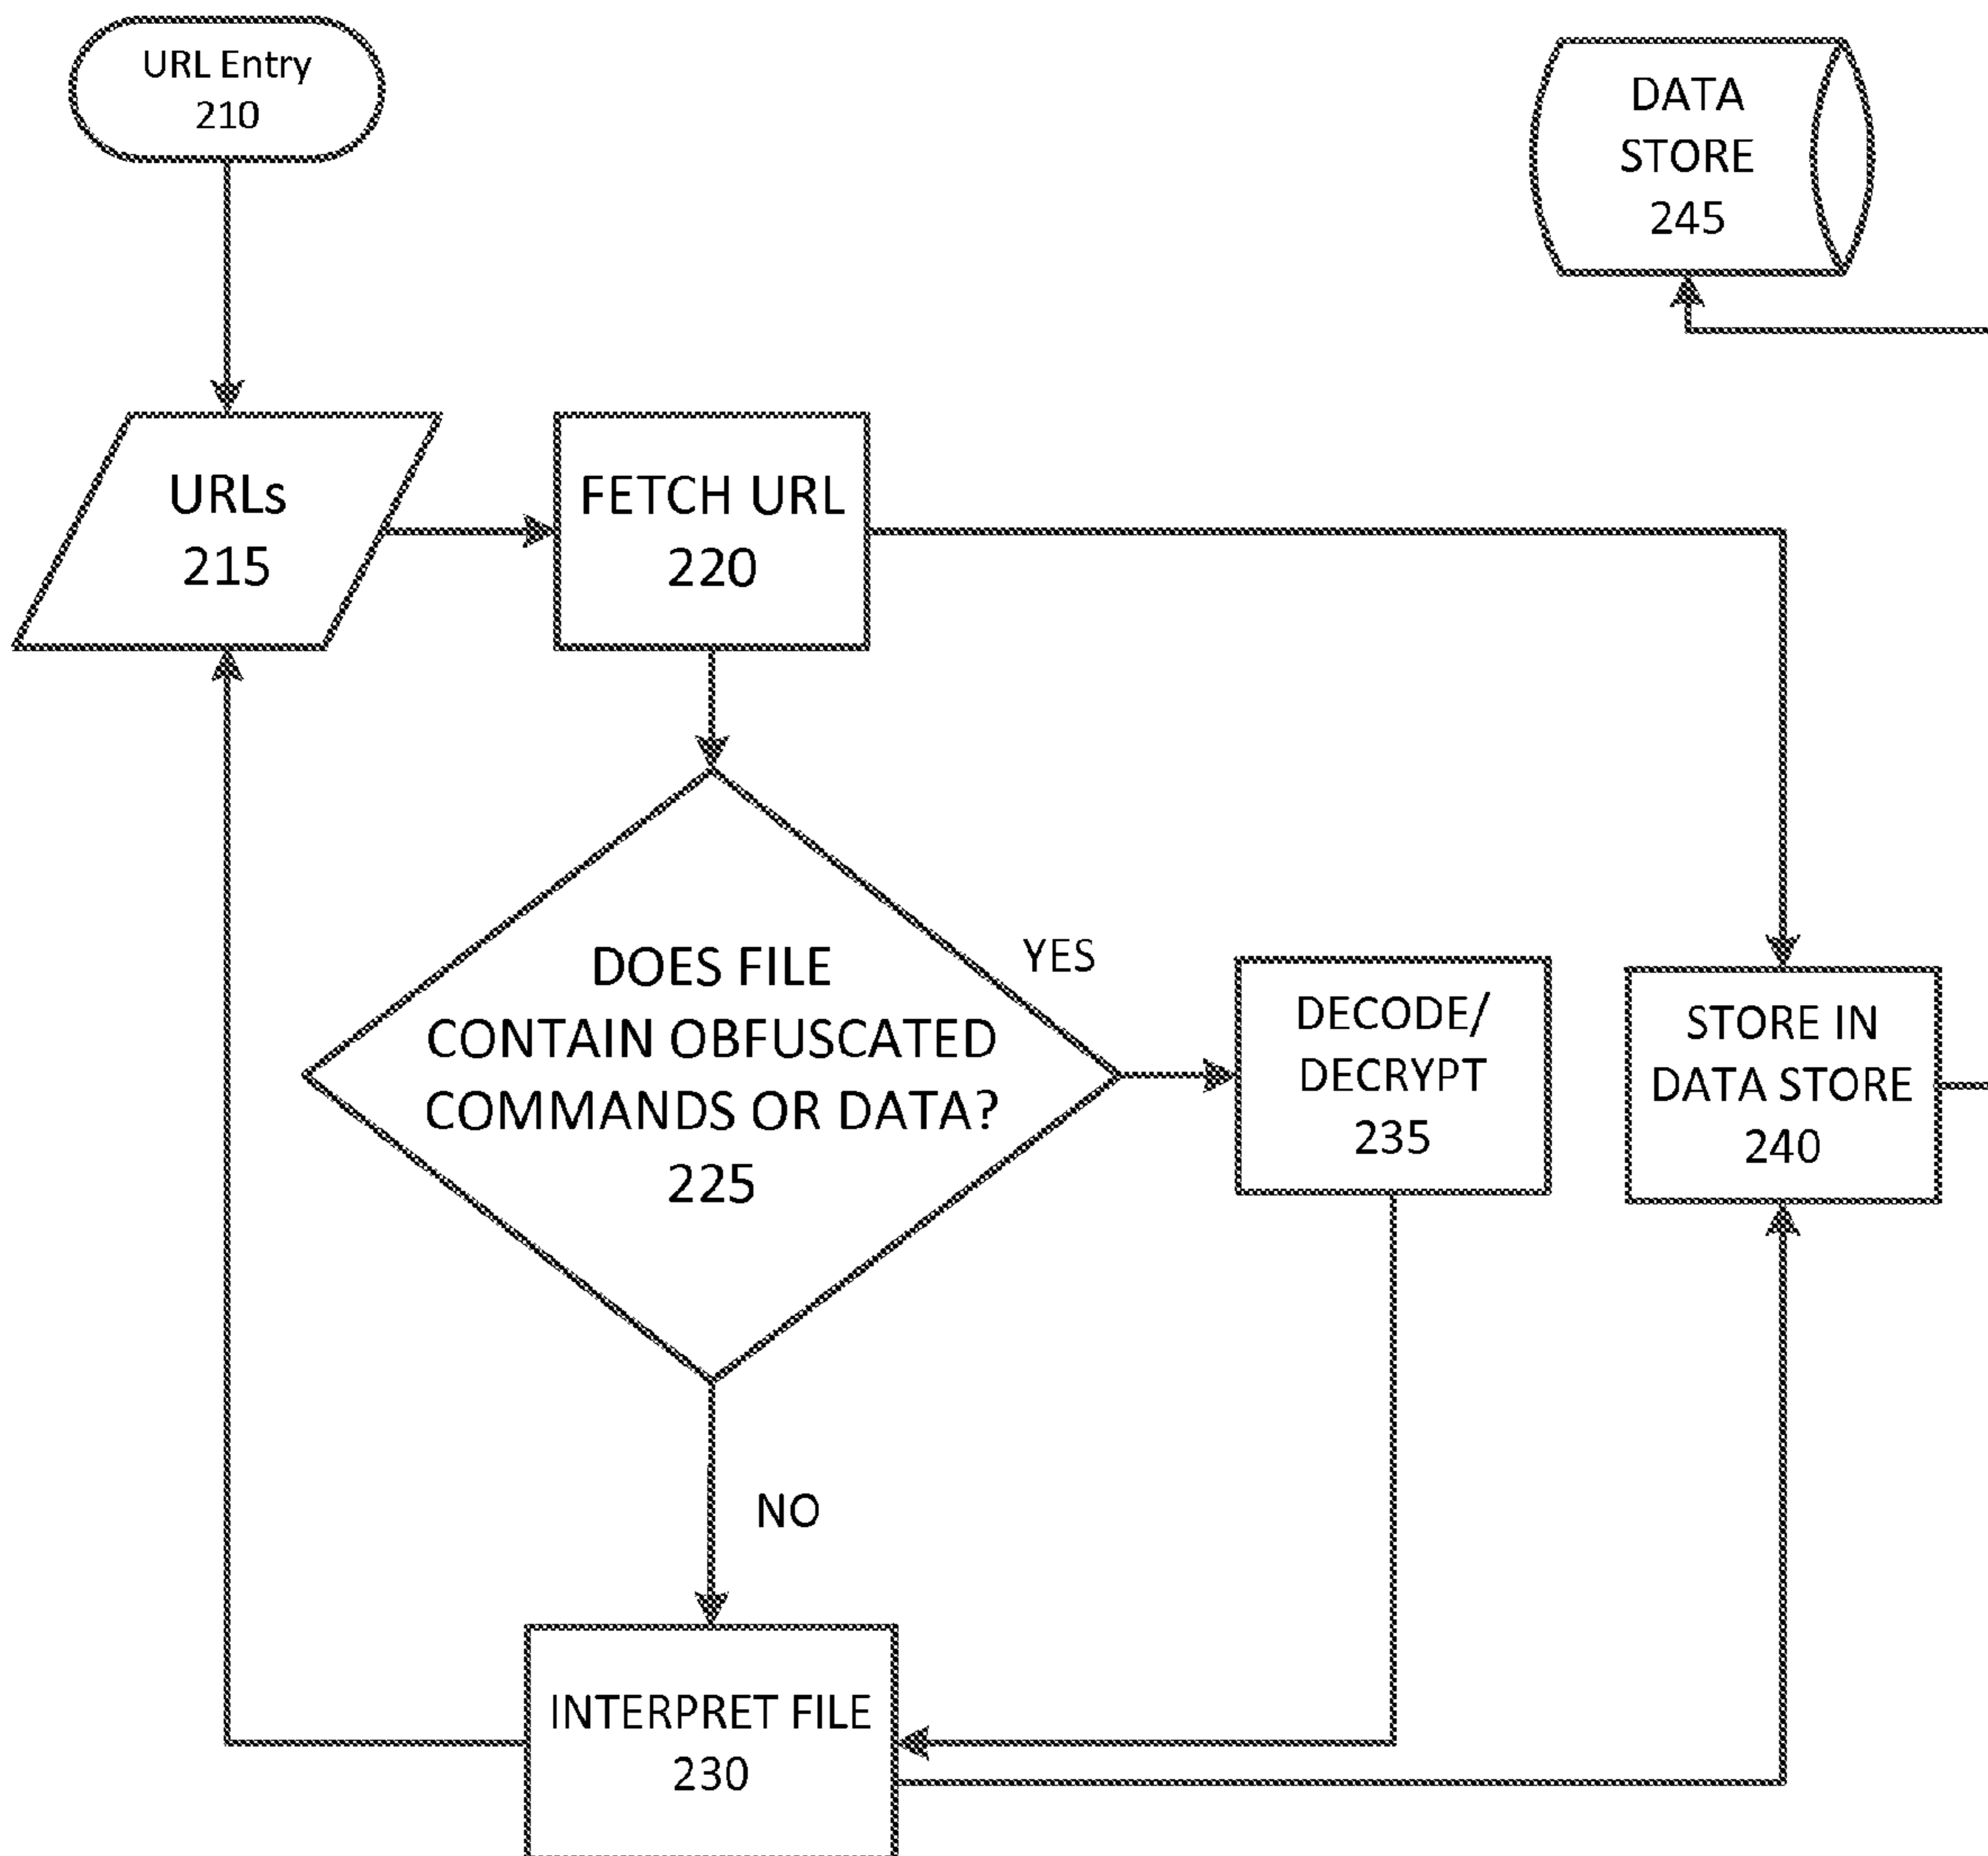 URL Entry
210
DATA
STORE
245
URLs
215
FETCH URL
220
DOES FILE
CONTAIN OBFUSCATED
COMMANDS OR DATA?
225
YES
DECODE/
DECRYPT
235
STORE IN
DATA STORE
240
NO
INTERPRET FILE
230